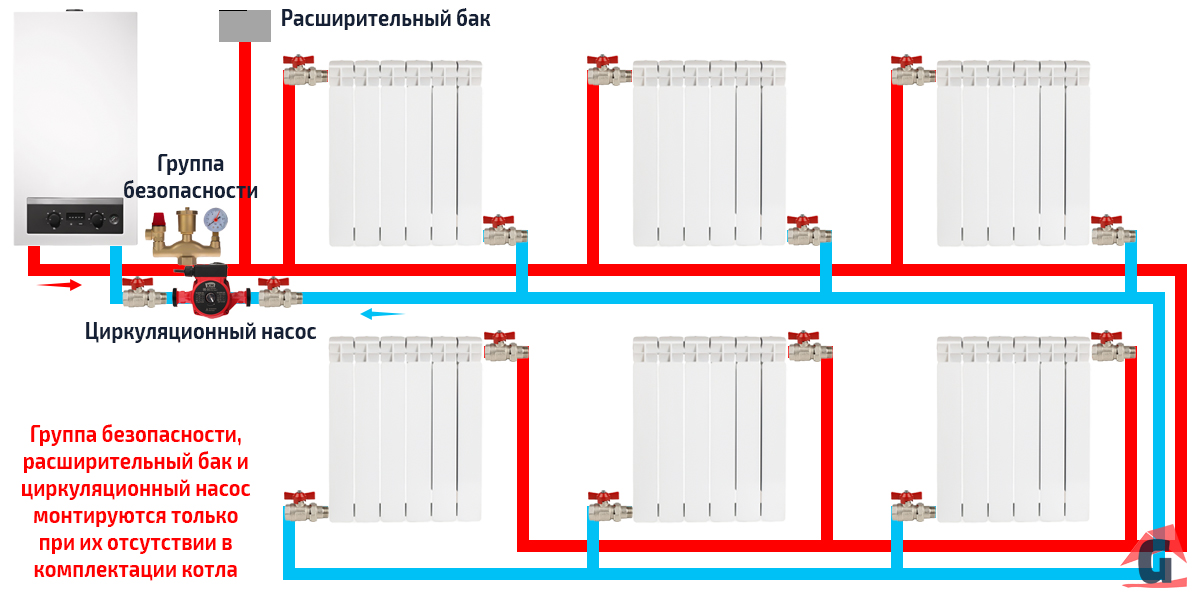 Расширительный бак
Группа
безопасности
Циркуляционный насос
Группа безопасности,
расширительный бак и
циркуляционный насос
монтируются только
при их отсутствии в
комплектации котла
G